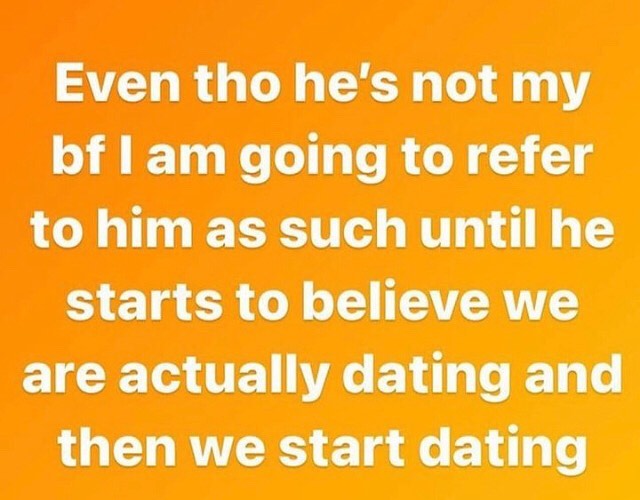 Even tho he's not my
bf I am going to refer
to him as such until he
starts to believe we
are actually dating and
then we start dating